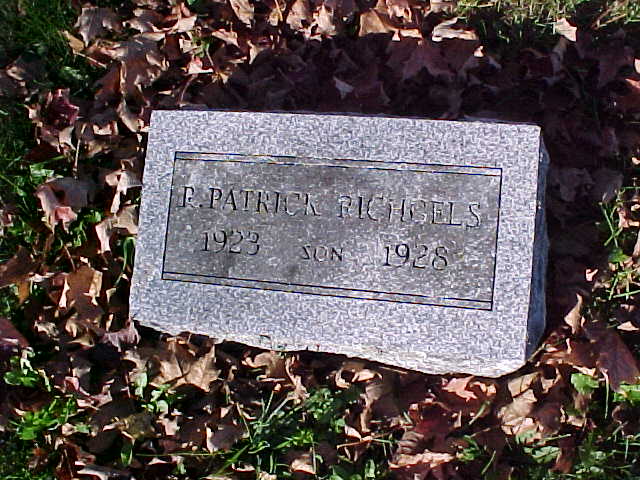 R. PATRICK RICHGELS
1923 SON 1928